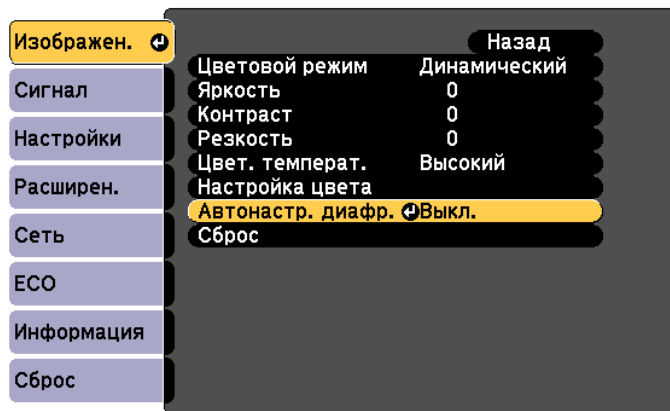 Изображен.
Сигнал
Настройки
Расширен.
Сеть
ECO
Информация
Сброс
Назад
Цветовой режим Динамический
Яркость 0
Контраст 0
Резкость 0
Цвет. температ. Высокий
Настройка цвета
Автонастр. диафр. Выкл.
Сброс